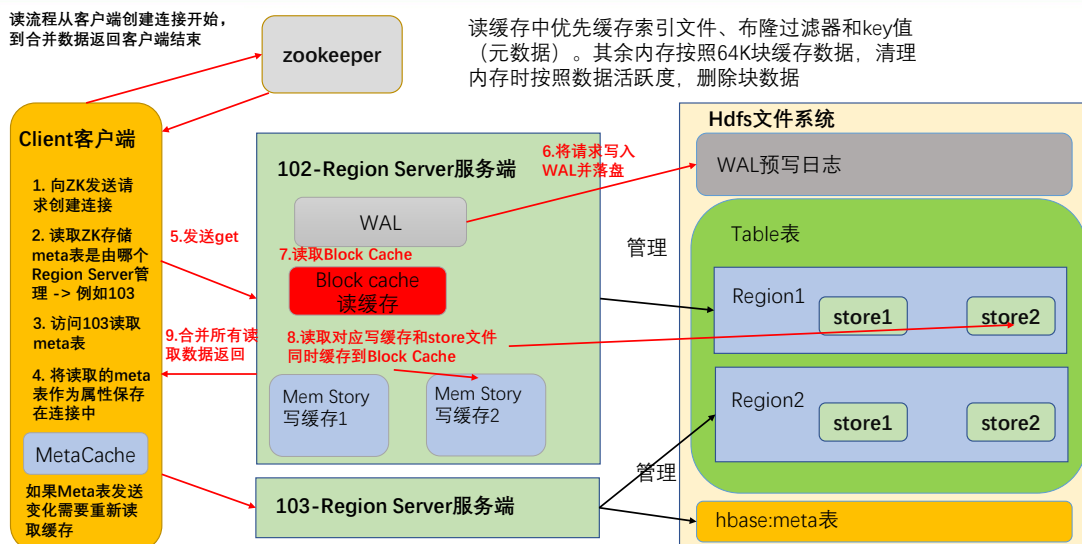 读流程从客户端创建连接开始，
到合并数据返回客户端结束
zookeeper
读缓存中优先缓存索引文件、布隆过滤器和key值
（元数据）。其余内存按照64K块缓存数据，清理
内存时按照数据活跃度，删除块数据
Client客户端
1. 向ZK发送请
求创建连接
2. 读取ZK存储
meta表是由哪个
Region Server管
理 -> 例如103
3. 访问103读取
meta表
4. 将读取的meta
表作为属性保存
在连接中
MetaCache
如果Meta表发送
变化需要重新读
取缓存
5.发送get
9.合并所有读
取数据返回
102-Region Server服务端
WAL
6.将请求写入
WAL并落盘
7.读取Block Cache
Block cache
读缓存
8.读取对应写缓存和store文件
同时缓存到Block Cache
Mem Story
写缓存1
Mem Story
写缓存2
103-Region Server服务端
管理
管理
Hdfs文件系统
WAL预写日志
Table表
Region1
store1
store2
Region2
store1
store2
hbase:meta表